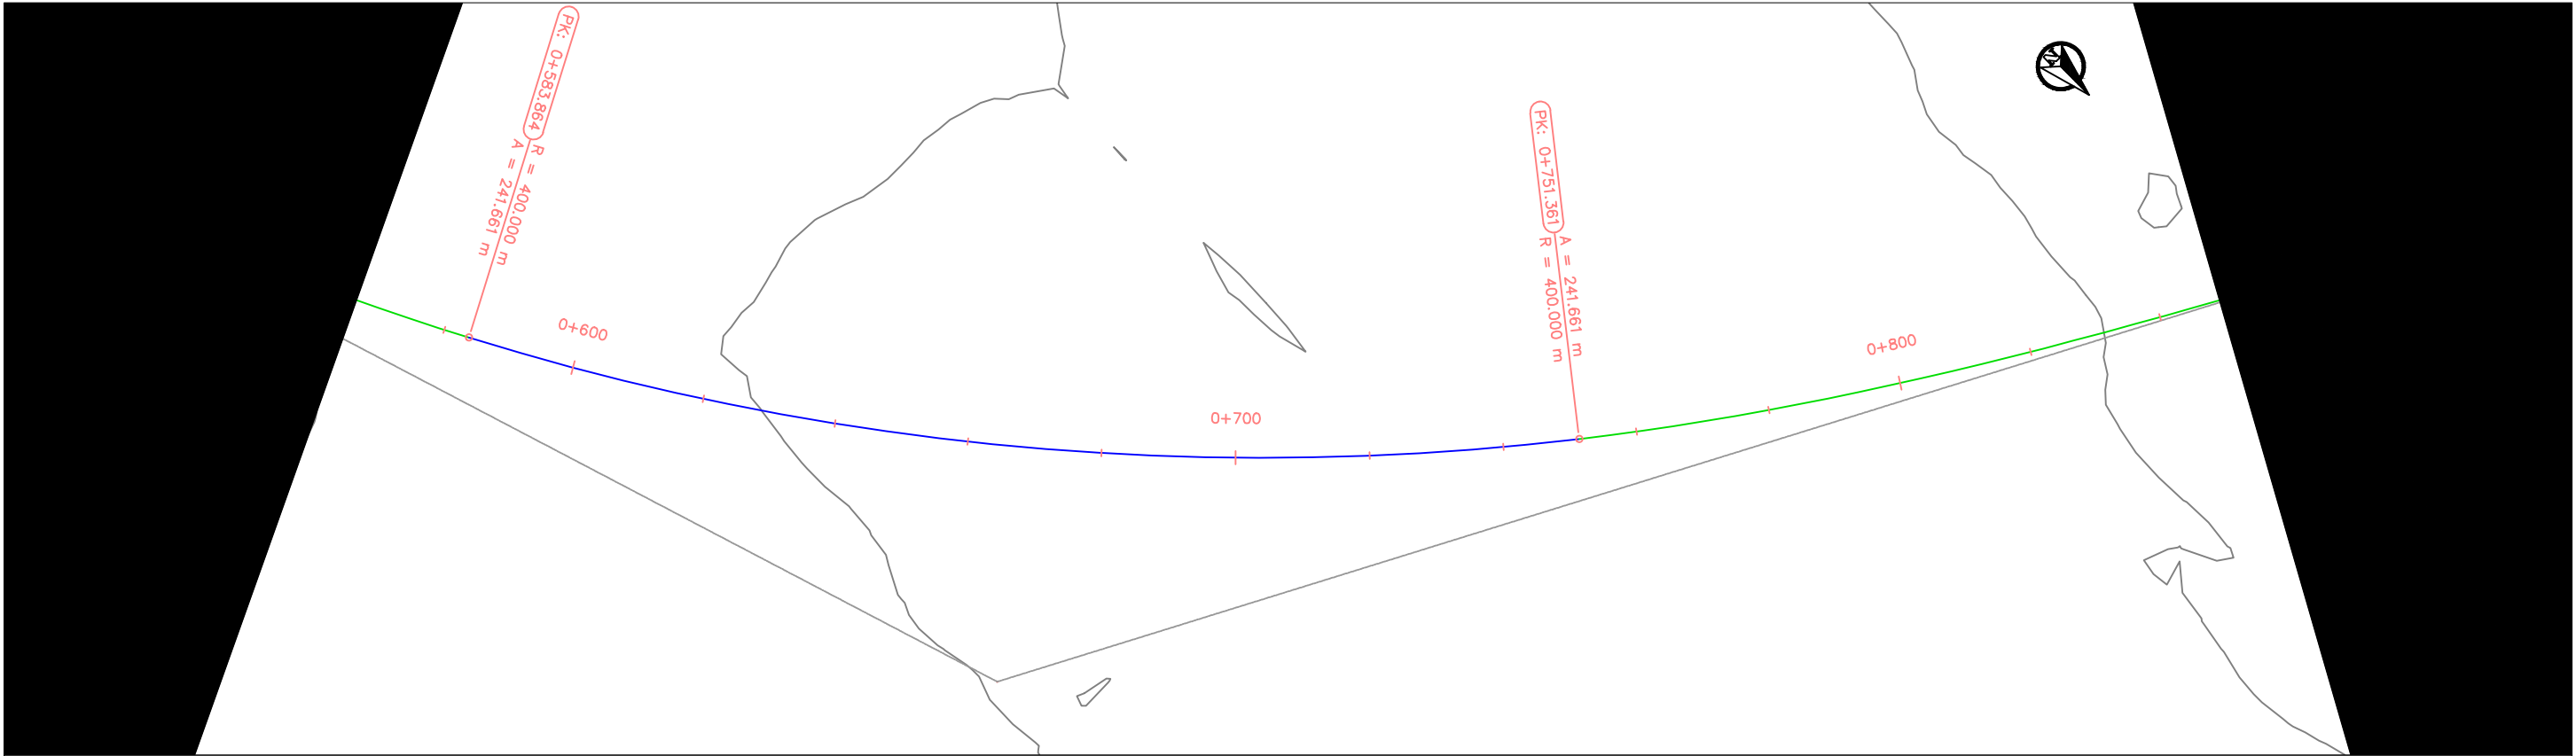 PK: 0+583.864
R = 400.000 m
A = 241.661 m
0+600
0+700
PK: 0+751.361
A = 241.661 m
R = 400.000 m
0+800